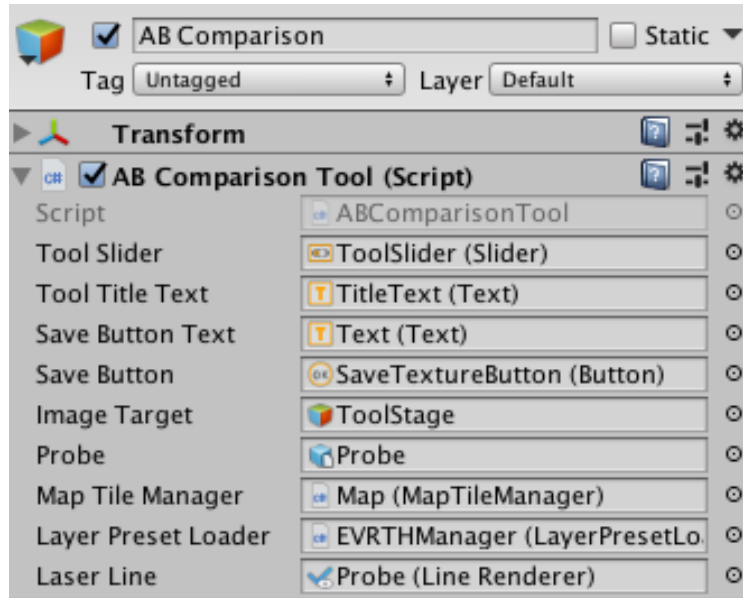 AB Comparison Static
Tag Untagged Layer Default
Transform
c# AB Comparison Tool (Script)
Script ABComparisonTool
Tool Slider ToolSlider (Slider)
Tool Title Text TitleText (Text)
Save Button Text Text (Text)
Save Button SaveTextureButton (Button)
Image Target ToolStage
Probe Probe
Map Tile Manager Map (MapTileManager)
Layer Preset Loader EVRTHManager (LayerPresetLo
Laser Line Probe (Line Renderer)